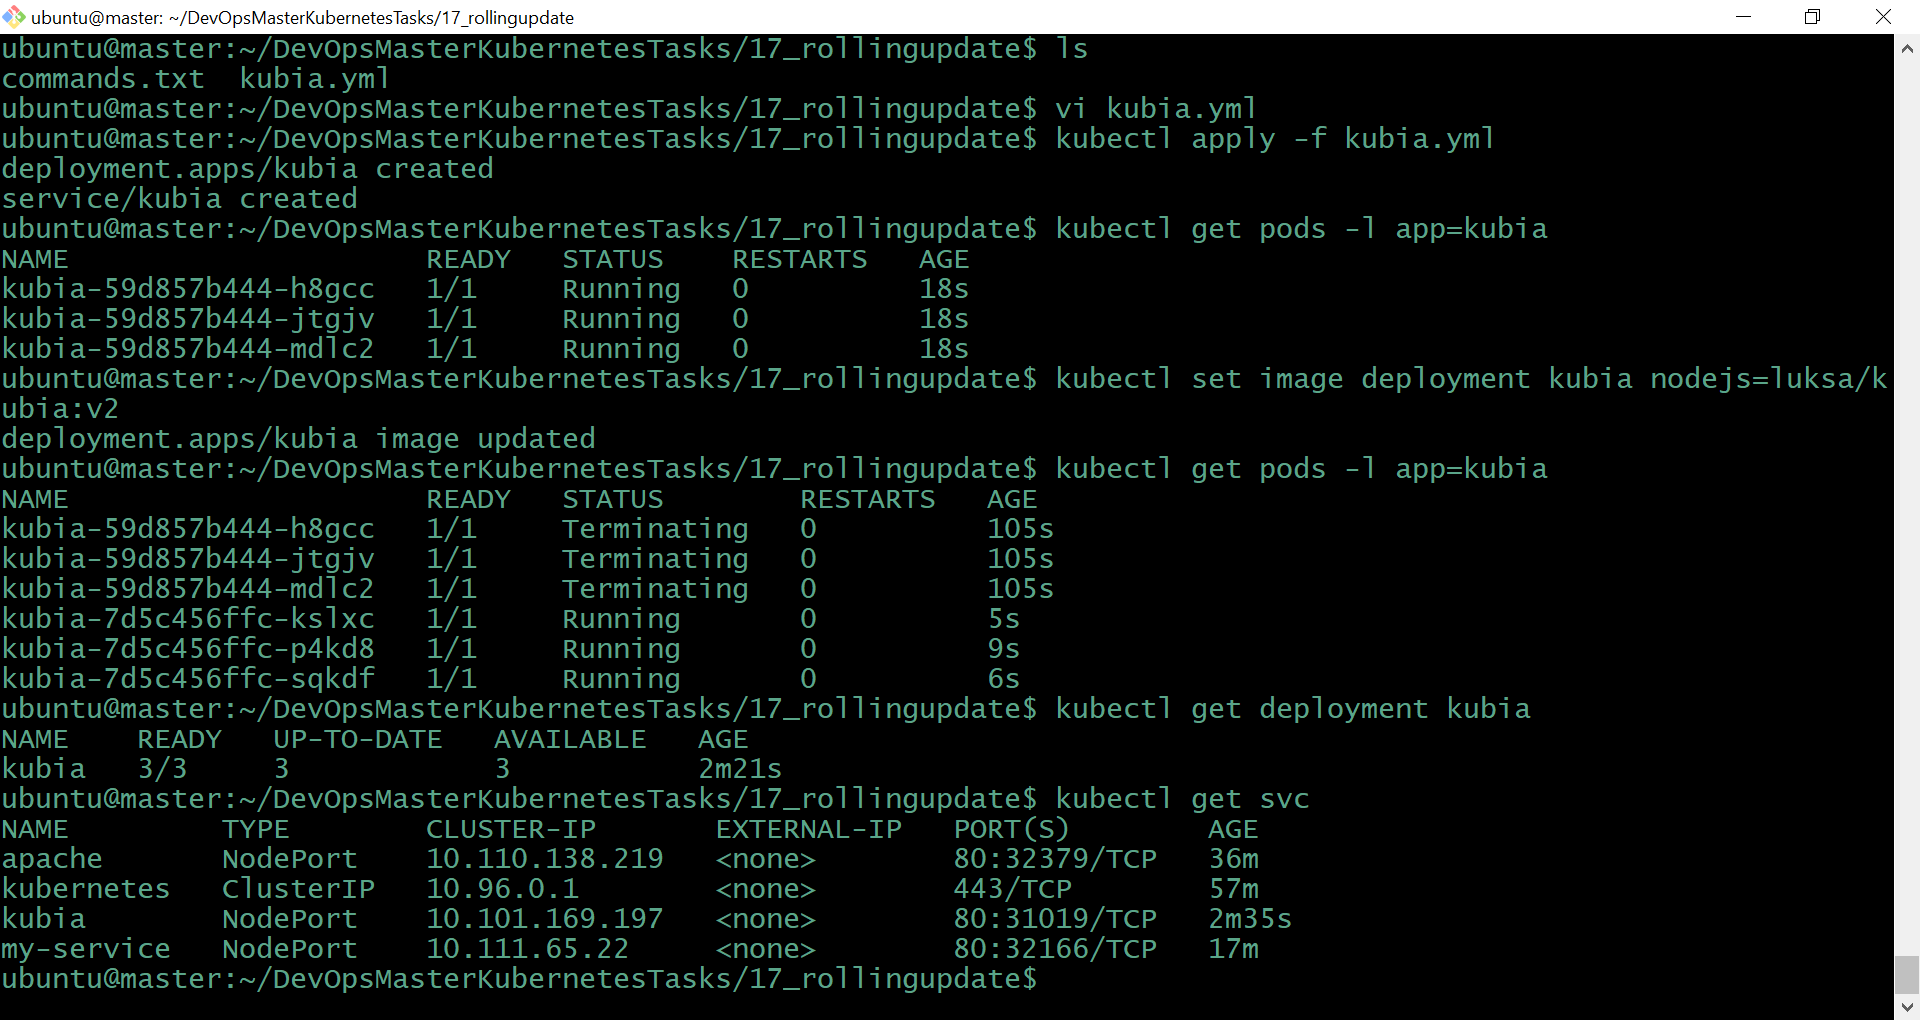 ubuntu@master: ~/DevOpsMasterKubernetesTasks/17_rollingupdate
ubuntu@master:~/DevOpsMasterKubernetesTasks/17_rollingupdate$ ls
commands.txt  kubia.yml
ubuntu@master:~/DevOpsMasterKubernetesTasks/17_rollingupdate$ vi kubia.yml
ubuntu@master:~/DevOpsMasterKubernetesTasks/17_rollingupdate$ kubectl apply -f kubia.yml
deployment.apps/kubia created
service/kubia created
ubuntu@master:~/DevOpsMasterKubernetesTasks/17_rollingupdate$ kubectl get pods -l app=kubia
NAME                     READY   STATUS    RESTARTS   AGE
kubia-59d857b444-h8gcc   1/1     Running   0          18s
kubia-59d857b444-jtgjv   1/1     Running   0          18s
kubia-59d857b444-mdlc2   1/1     Running   0          18s
ubuntu@master:~/DevOpsMasterKubernetesTasks/17_rollingupdate$ kubectl set image deployment kubia nodejs=luksa/k
ubia:v2
deployment.apps/kubia image updated
ubuntu@master:~/DevOpsMasterKubernetesTasks/17_rollingupdate$ kubectl get pods -l app=kubia
NAME                     READY   STATUS        RESTARTS   AGE
kubia-59d857b444-h8gcc   1/1     Terminating   0          105s
kubia-59d857b444-jtgjv   1/1     Terminating   0          105s
kubia-59d857b444-mdlc2   1/1     Terminating   0          105s
kubia-7d5c456ffc-kslxc   1/1     Running       0          5s
kubia-7d5c456ffc-p4kd8   1/1     Running       0          9s
kubia-7d5c456ffc-sqkdf   1/1     Running       0          6s
ubuntu@master:~/DevOpsMasterKubernetesTasks/17_rollingupdate$ kubectl get deployment kubia
NAME    READY   UP-TO-DATE   AVAILABLE   AGE
kubia   3/3     3            3           2m21s
ubuntu@master:~/DevOpsMasterKubernetesTasks/17_rollingupdate$ kubectl get svc
NAME         TYPE        CLUSTER-IP       EXTERNAL-IP   PORT(S)        AGE
apache       NodePort    10.110.138.219   <none>        80:32379/TCP   36m
kubernetes   ClusterIP   10.96.0.1        <none>        443/TCP        57m
kubia        NodePort    10.101.169.197   <none>        80:31019/TCP   2m35s
my-service   NodePort    10.111.65.22     <none>        80:32166/TCP   17m
ubuntu@master:~/DevOpsMasterKubernetesTasks/17_rollingupdate$